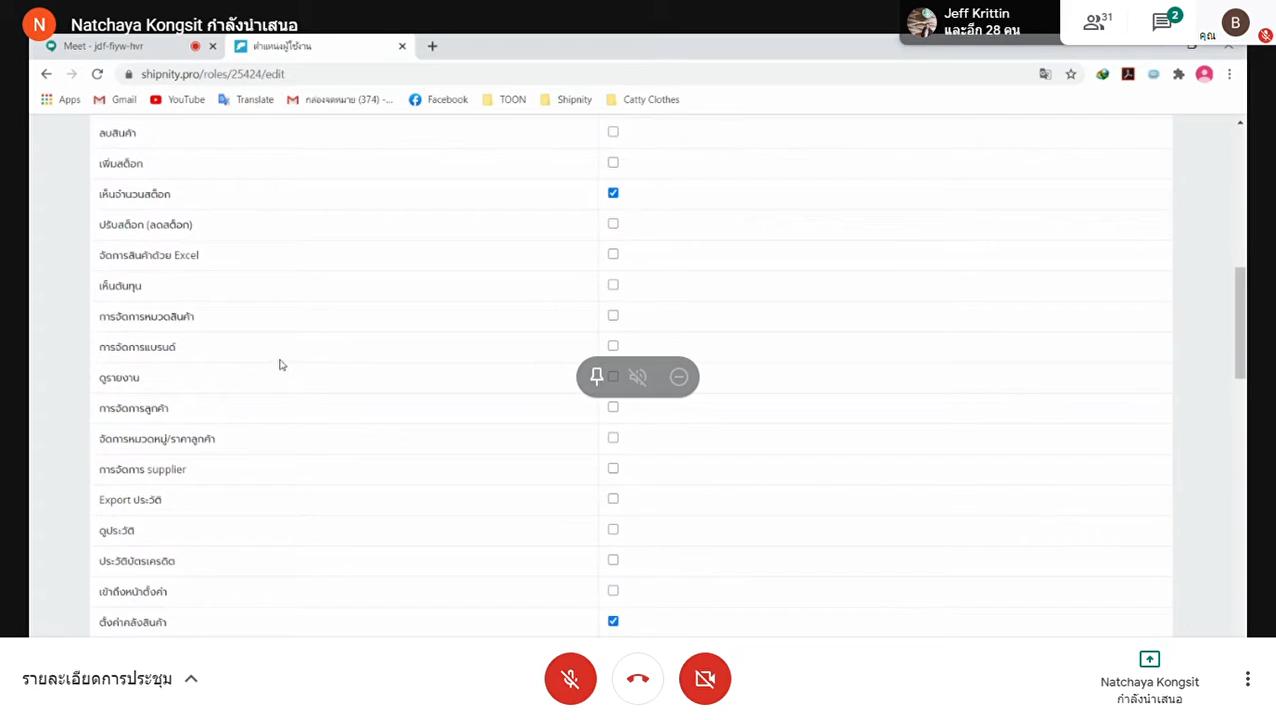 N
Natchaya Kongsit กำลังนำเสนอ
Jeff Krittin
และอีก 28 คน
31
2
คุณ
B
Meet - jdf-fiyw-hvr
ตำแหน่งผู้ใช้งาน
shipnity.pro/roles/25424/edit
Apps
Gmail
YouTube
Translate
กล่องจดหมาย (374) -...
Facebook
TOON
Shipnity
Catty Clothes
ลบสินค้า
เพิ่มสต็อก
เห็นจำนวนสต็อก
ปรับสต็อก (ลดสต็อก)
จัดการสินค้าด้วย Excel
เห็นต้นทุน
การจัดการหมวดสินค้า
การจัดการแบรนด์
ดูรายงาน
การจัดการลูกค้า
จัดการหมวดหมู่/ราคาลูกค้า
การจัดการ supplier
Export ประวัติ
ดูประวัติ
ประวัติบัตรเครดิต
เข้าถึงหน้าตั้งค่า
ตั้งค่าคลังสินค้า
รายละเอียดการประชุม
Natchaya Kongsit
กำลังนำเสนอ